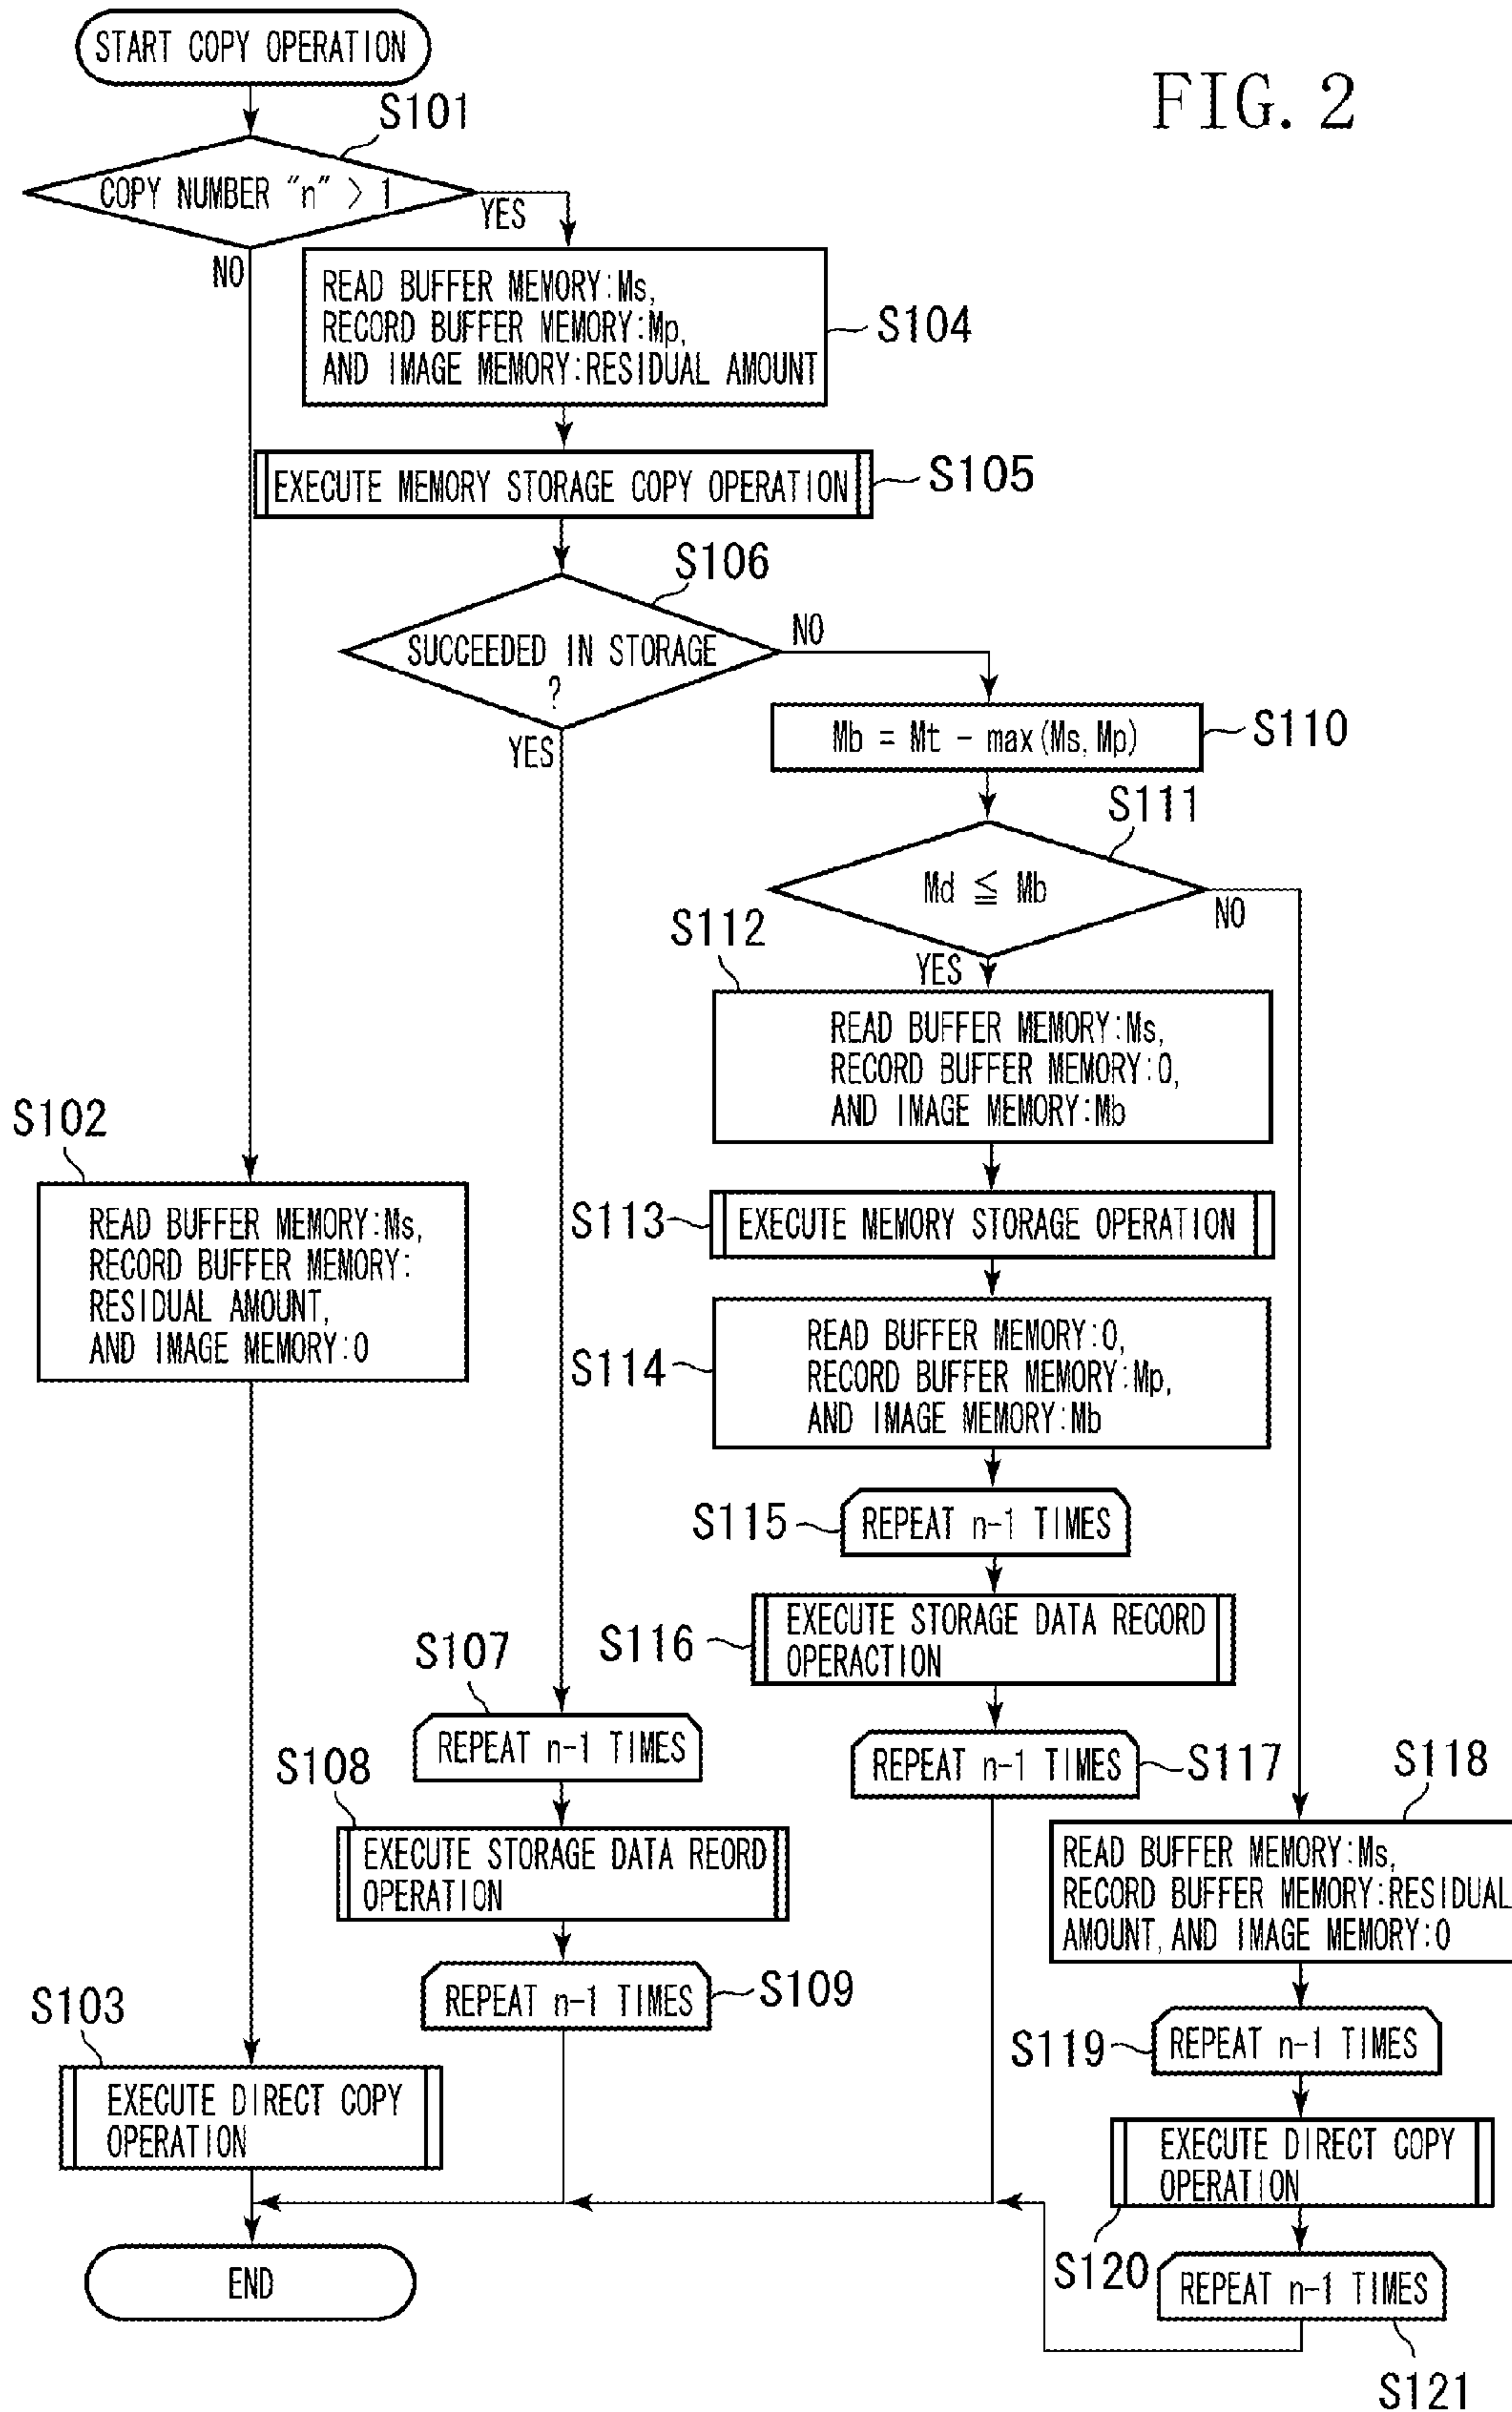 START COPY OPERATION
FIG. 2
S101
COPY NUMBER "n" > 1
YES
NO
READ BUFFER MEMORY:Ms,
RECORD BUFFER MEMORY:Mp,
AND IMAGE MEMORY:RESIDUAL AMOUNT
S104
EXECUTE MEMORY STORAGE COPY OPERATION
S105
S106
SUCCEEDED IN STORAGE
?
NO
YES
Mb = Mt - max(Ms, Mp)
S110
S111
Md ≦ Mb
NO
YES
S112
READ BUFFER MEMORY:Ms,
RECORD BUFFER MEMORY:0,
AND IMAGE MEMORY:Mb
S102
READ BUFFER MEMORY:Ms,
RECORD BUFFER MEMORY:
RESIDUAL AMOUNT,
AND IMAGE MEMORY:0
S113
EXECUTE MEMORY STORAGE OPERATION
S114
READ BUFFER MEMORY:0,
RECORD BUFFER MEMORY:Mp,
AND IMAGE MEMORY:Mb
S115
REPEAT n-1 TIMES
S116
EXECUTE STORAGE DATA RECORD
OPERACTION
S107
REPEAT n-1 TIMES
REPEAT n-1 TIMES
S117
S108
EXECUTE STORAGE DATA REORD
OPERATION
S118
READ BUFFER MEMORY:Ms,
RECORD BUFFER MEMORY:RESIDUAL
AMOUNT, AND IMAGE MEMORY:0
REPEAT n-1 TIMES
S109
S103
EXECUTE DIRECT COPY
OPERATION
S119
REPEAT n-1 TIMES
EXECUTE DIRECT COPY
OPERATION
S120
END
REPEAT n-1 TIMES
S121